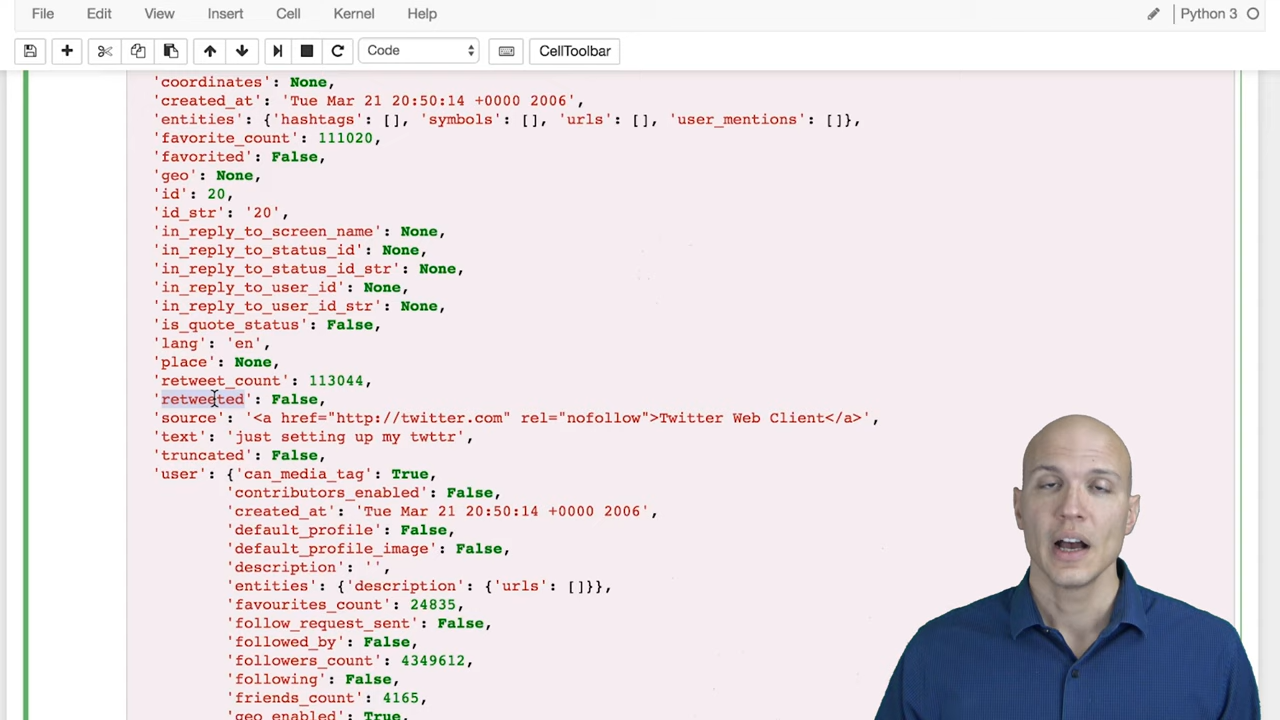 File Edit View Insert Cell Kernel Help Python 3
Code CellToolbar
'coordinates': None,
'created_at': 'Tue Mar 21 20:50:14 +0000 2006',
'entities': {'hashtags': [], 'symbols': [], 'urls': [], 'user_mentions': []},
'favorite_count': 111020,
'favorited': False,
'geo': None,
'id': 20,
'id_str': '20',
'in_reply_to_screen_name': None,
'in_reply_to_status_id': None,
'in_reply_to_status_id_str': None,
'in_reply_to_user_id': None,
'in_reply_to_user_id_str': None,
'is_quote_status': False,
'lang': 'en',
'place': None,
'retweet_count': 113044,
'retweeted': False,
'source': '<a href="http://twitter.com" rel="nofollow">Twitter Web Client</a>',
'text': 'just setting up my twttr',
'truncated': False,
'user': {'can_media_tag': True,
'contributors_enabled': False,
'created_at': 'Tue Mar 21 20:50:14 +0000 2006',
'default_profile': False,
'default_profile_image': False,
'description': '',
'entities': {'description': {'urls': []}},
'favourites_count': 24835,
'follow_request_sent': False,
'followed_by': False,
'followers_count': 4349612,
'following': False,
'friends_count': 4165,
'geo_enabled': True,